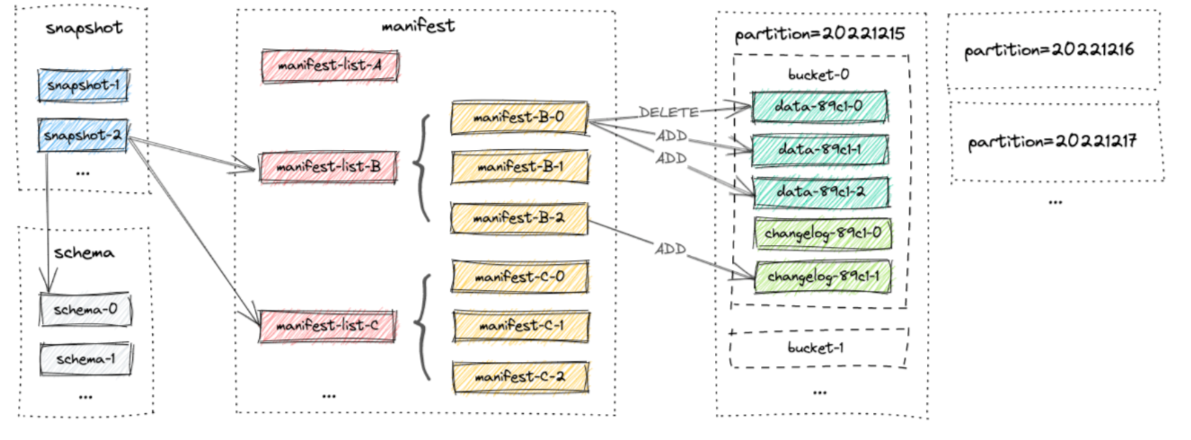 snapshot
snapshot-1
snapshot-2
...
schema
schema-0
schema-1
...
manifest
manifest-list-A
manifest-list-B
manifest-list-C
...
manifest-B-0
manifest-B-1
manifest-B-2
manifest-C-0
manifest-C-1
manifest-C-2
DELETE
ADD
ADD
ADD
partition=20221215
bucket-0
data-89c1-0
data-89c1-1
data-89c1-2
changelog-89c1-0
changelog-89c1-1
bucket-1
...
partition=20221216
partition=20221217
...